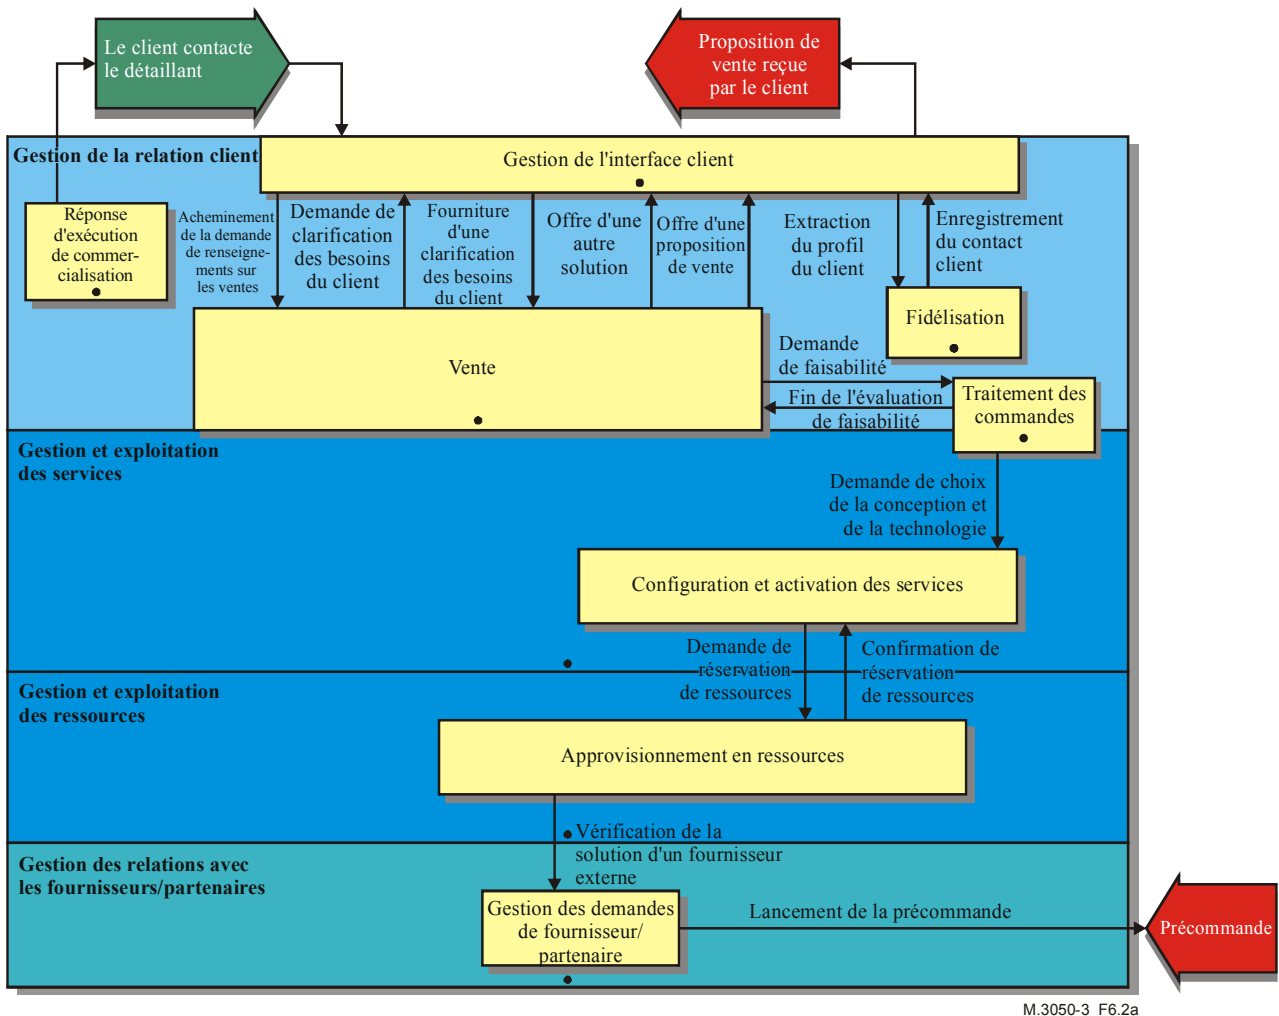 Le client contacte
le détaillant
Proposition de
vente reçue
par le client
Gestion de la relation client
Gestion de l'interface client
Réponse
d'exécution
de commer-
cialisation
Acheminement
de la demande
de renseigne-
ments sur
les ventes
Demande de
clarification
des besoins
du client
Fourniture
d'une
clarification
des besoins
du client
Offre d'une
autre
solution
Offre d'une
proposition
de vente
Extraction
du profil
du client
Enregistrement
du contact
client
Fidélisation
Vente
Demande
de faisabilité
Fin de l'évaluation
de faisabilité
Traitement des
commandes
Gestion et exploitation
des services
Demande de choix
de la conception et
de la technologie
Configuration et activation des services
Demande de
réservation
de ressources
Confirmation de
réservation
de ressources
Gestion et exploitation
des ressources
Approvisionnement en ressources
Vérification de la
solution d'un fournisseur
externe
Gestion des relations avec
les fournisseurs/partenaires
Gestion des demandes
de fournisseur/
partenaire
Lancement de la précommande
Précommande
M.3050-3_F6.2a